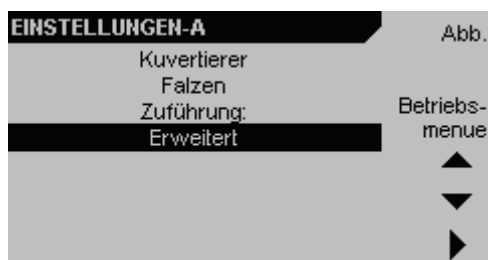 EINSTELLUNGEN-A
Abb.
Kuvertierer
Falzen
Zuführung:
Erweitert
Betriebs-
menue